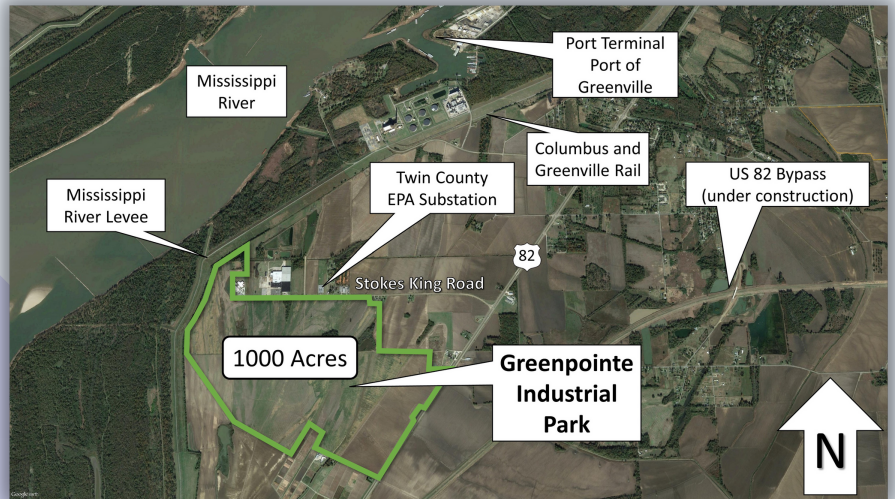 Port Terminal
Port of
Greenville
Mississippi
River
Columbus and
Greenville Rail
Twin County
EPA Substation
US 82 Bypass
(under construction)
Mississippi
River Levee
82
Stokes King Road
1000 Acres
Greenpointe
Industrial
Park
N